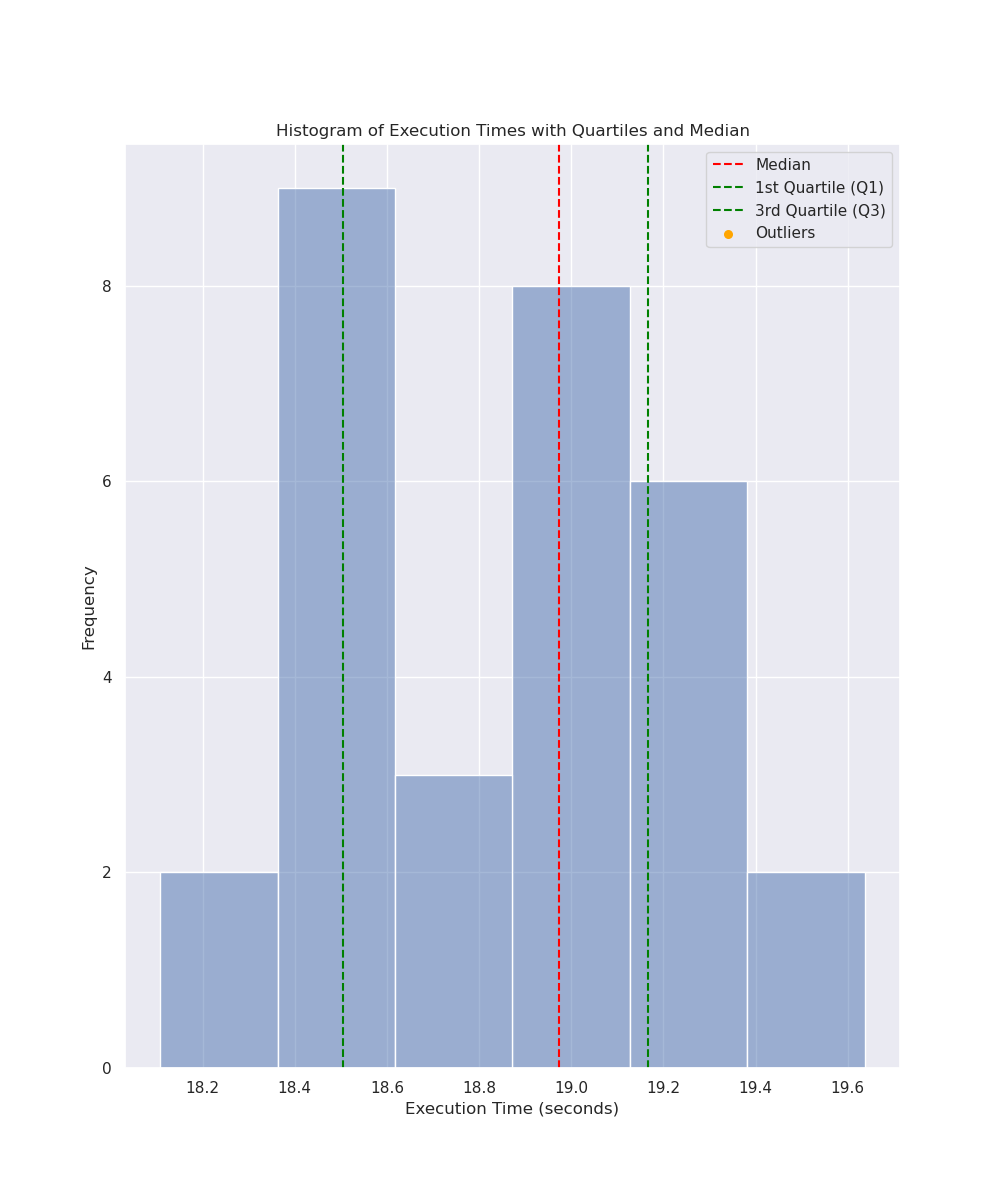 Histogram of Execution Times with Quartiles and Median
Median
1st Quartile (Q1)
3rd Quartile (Q3)
Outliers
Frequency
8
6
4
2
0
18.2 18.4 18.6 18.8 19.0 19.2 19.4 19.6
Execution Time (seconds)